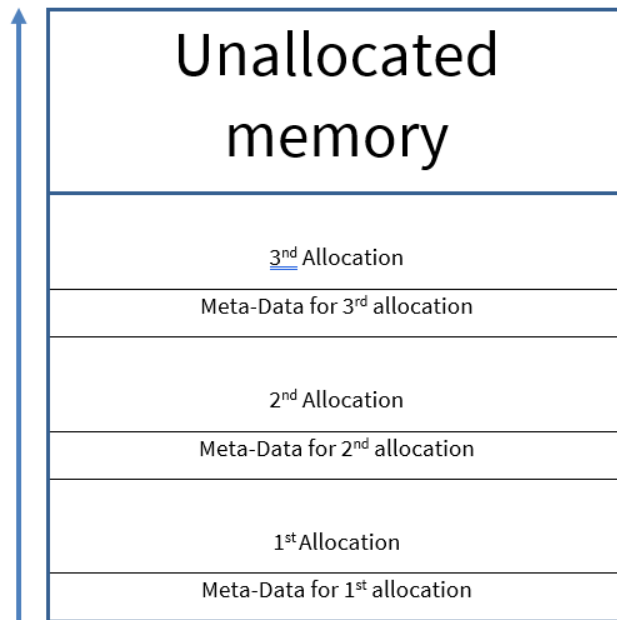 Unallocated
memory
3nd Allocation
Meta-Data for 3rd allocation
2nd Allocation
Meta-Data for 2nd allocation
1st Allocation
Meta-Data for 1st allocation